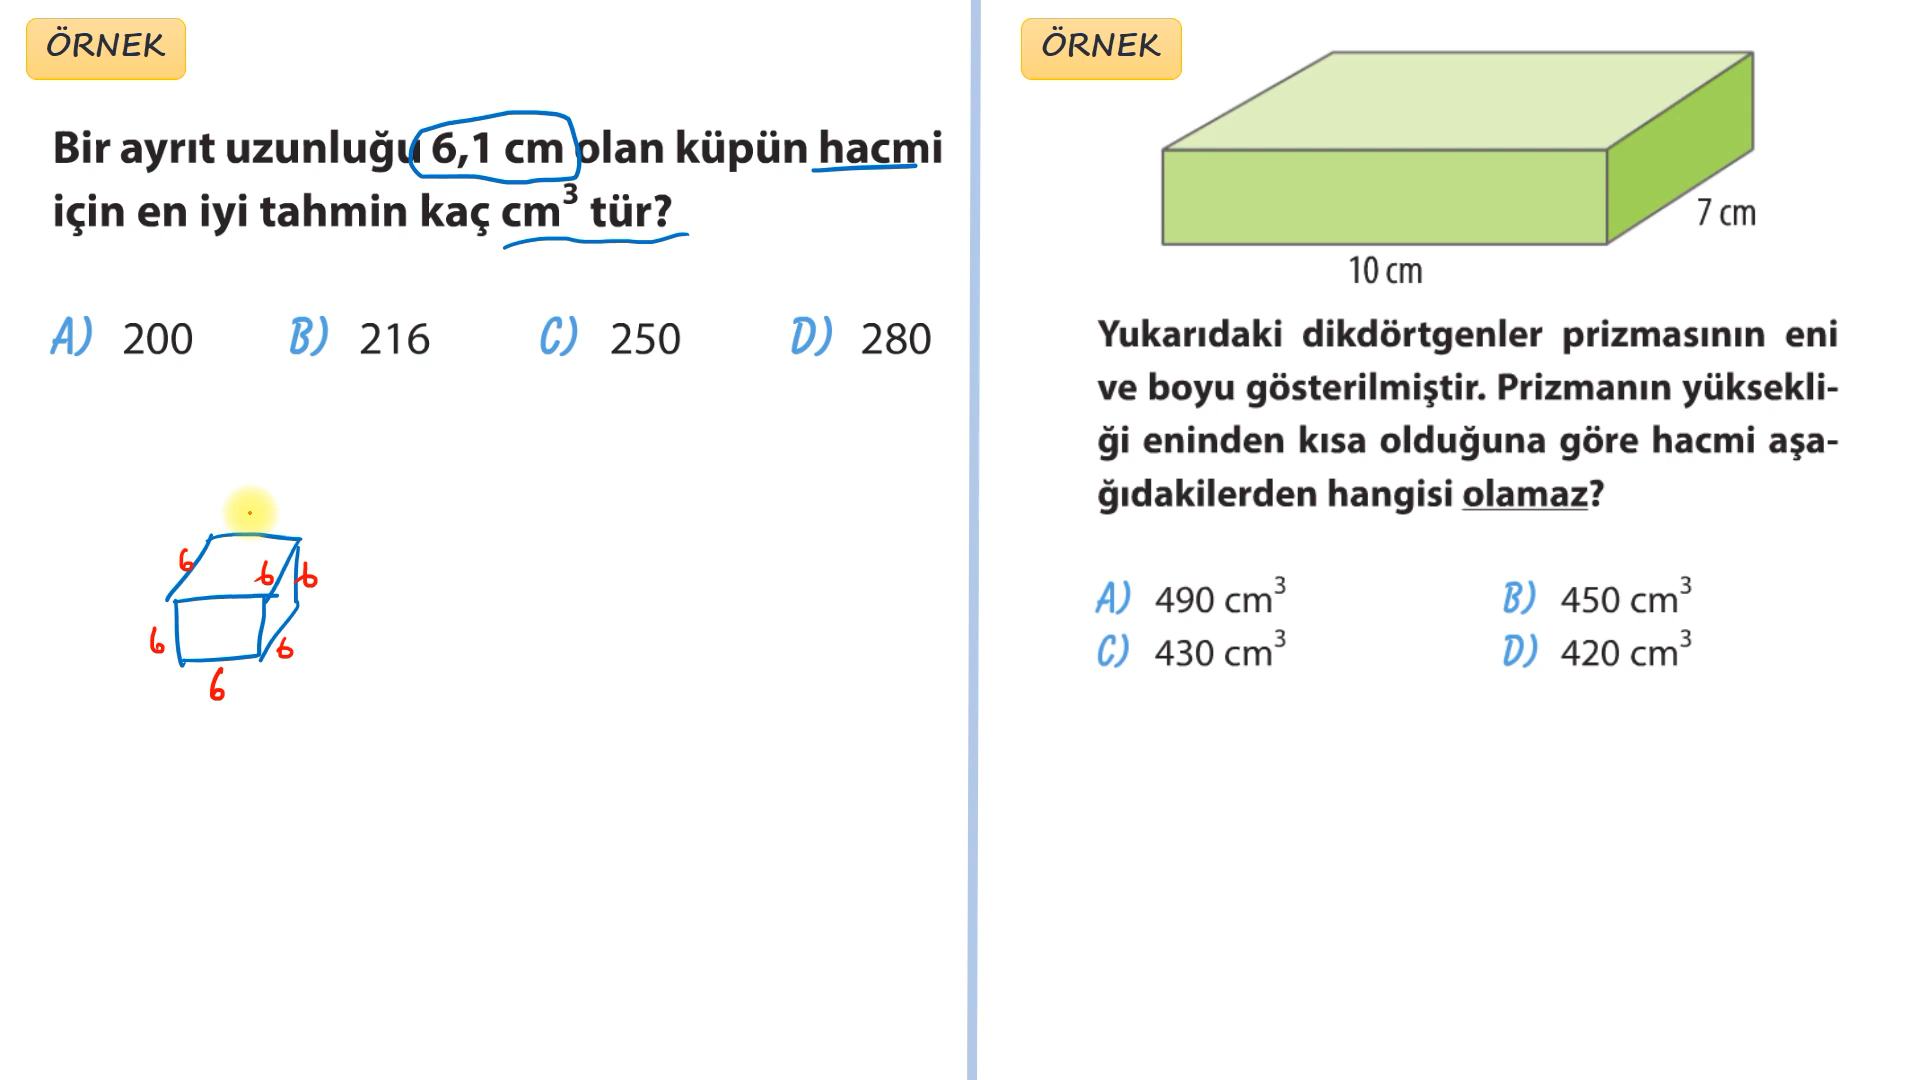 ÖRNEK
Bir ayrıt uzunluğu 6,1 cm olan küpün hacmi
için en iyi tahmin kaç cm³ tür?
A) 200 B) 216 C) 250 D) 280
6 6 6
6 6
6
ÖRNEK
7 cm
10 cm
Yukarıdaki dikdörtgenler prizmasının eni
ve boyu gösterilmiştir. Prizmanın yüksekli-
ği eninden kısa olduğuna göre hacmi aşa-
ğıdakilerden hangisi olamaz?
A) 490 cm³ B) 450 cm³
C) 430 cm³ D) 420 cm³